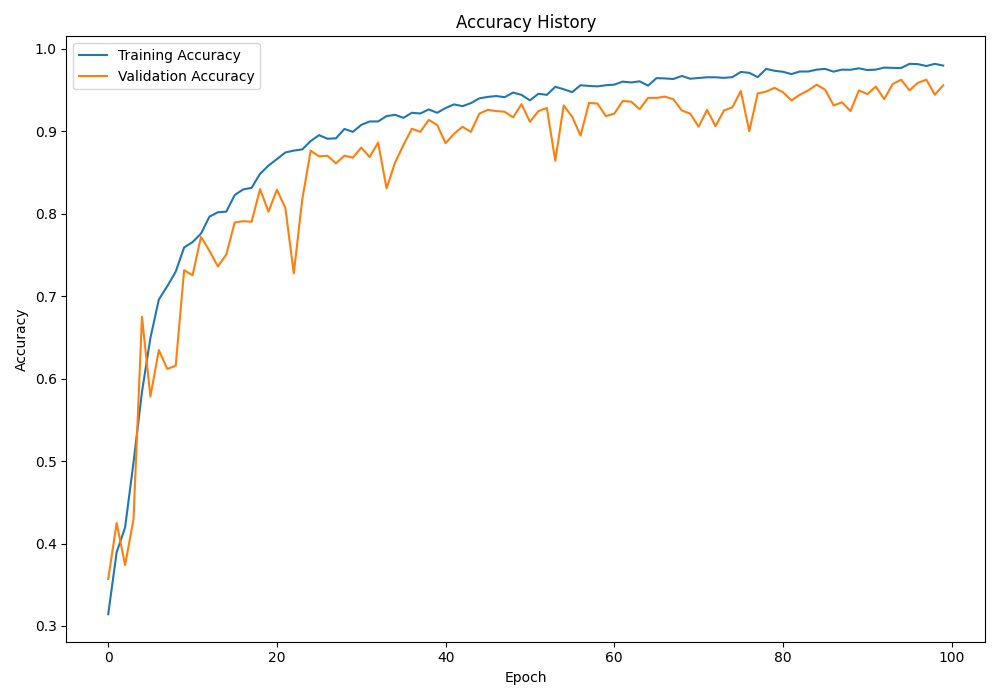 Accuracy History
Training Accuracy
Validation Accuracy
1.0
0.9
0.8
0.7
0.6
0.5
0.4
0.3
Accuracy
0 20 40 60 80 100
Epoch